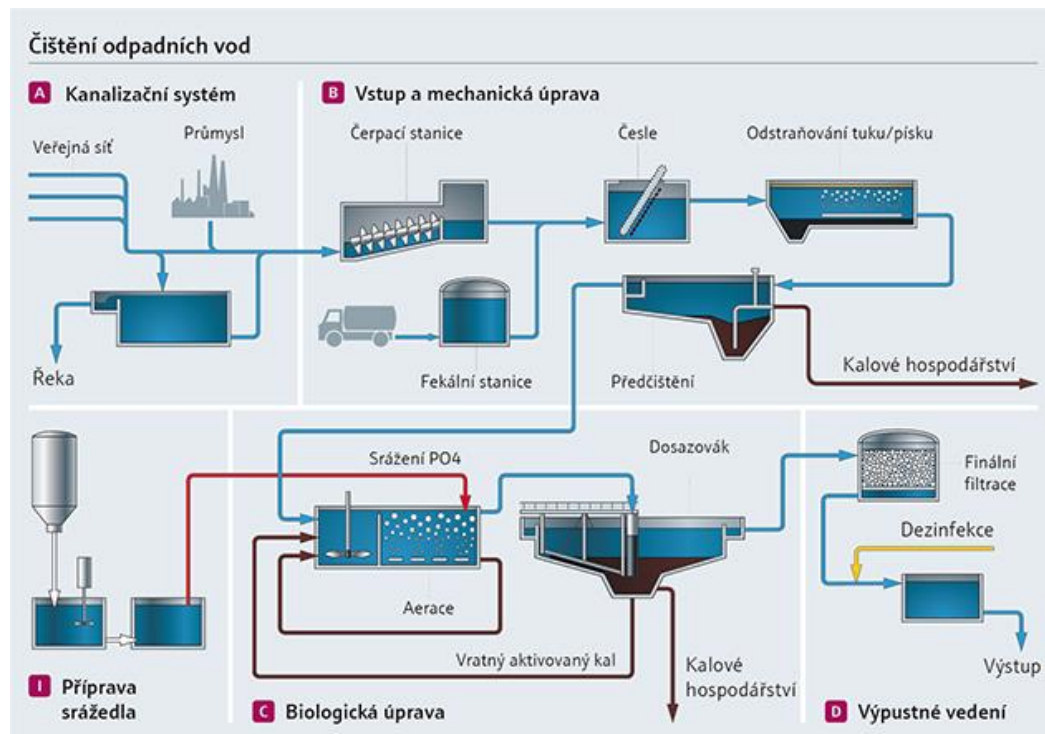 Čištění odpadních vod
A Kanalizační systém
Veřejná síť
Průmysl
Řeka
B Vstup a mechanická úprava
Čerpací stanice
Česle
Odstraňování tuku/písku
Fekální stanice
Předčištění
Kalové hospodářství
I Příprava
srážedla
Srážení PO4
Dosazovák
Aerace
Vratný aktivovaný kal
Kalové
hospodářství
C Biologická úprava
Finální
filtrace
Dezinfekce
Výstup
D Výpustné vedení